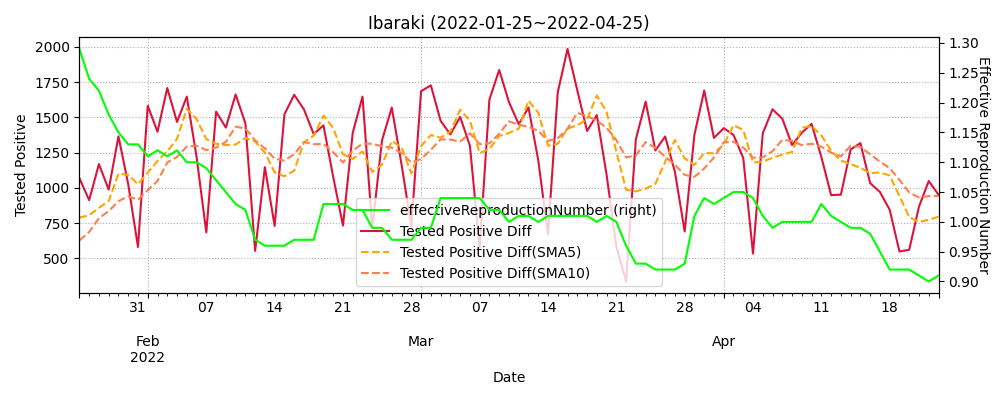 Ibaraki (2022-01-25~2022-04-25)
2000
1750
1500
1250
1000
750
500
Tested Positive
1.30
1.25
1.20
1.15
1.10
1.05
1.00
0.95
0.90
Effective Reproduction Number
effectiveReproductionNumber (right)
Tested Positive Diff
Tested Positive Diff(SMA5)
Tested Positive Diff(SMA10)
31 07 14 21 28 07 14 21 28 04 11 18
Feb Mar Apr
2022
Date